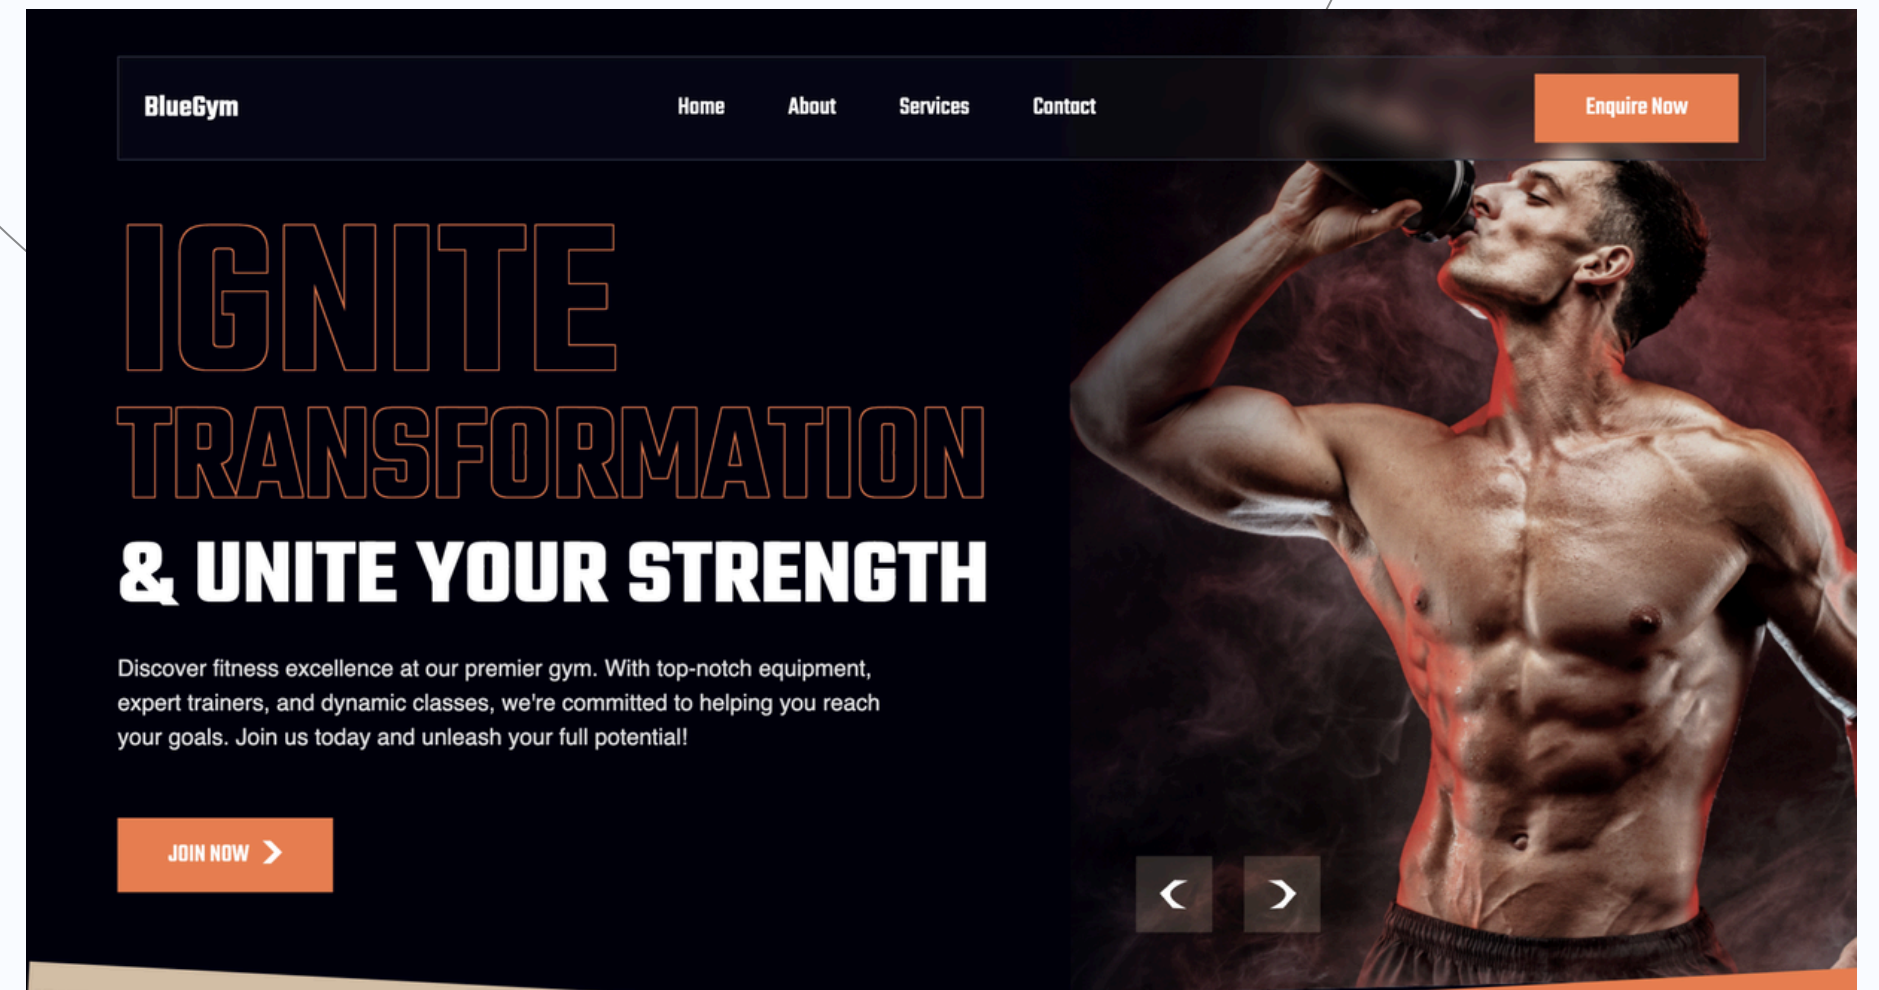 BlueGym
Home About Services Contact
Enquire Now
IGNITE
TRANSFORMATION
& UNITE YOUR STRENGTH
Discover fitness excellence at our premier gym. With top-notch equipment,
expert trainers, and dynamic classes, we're committed to helping you reach
your goals. Join us today and unleash your full potential!
JOIN NOW